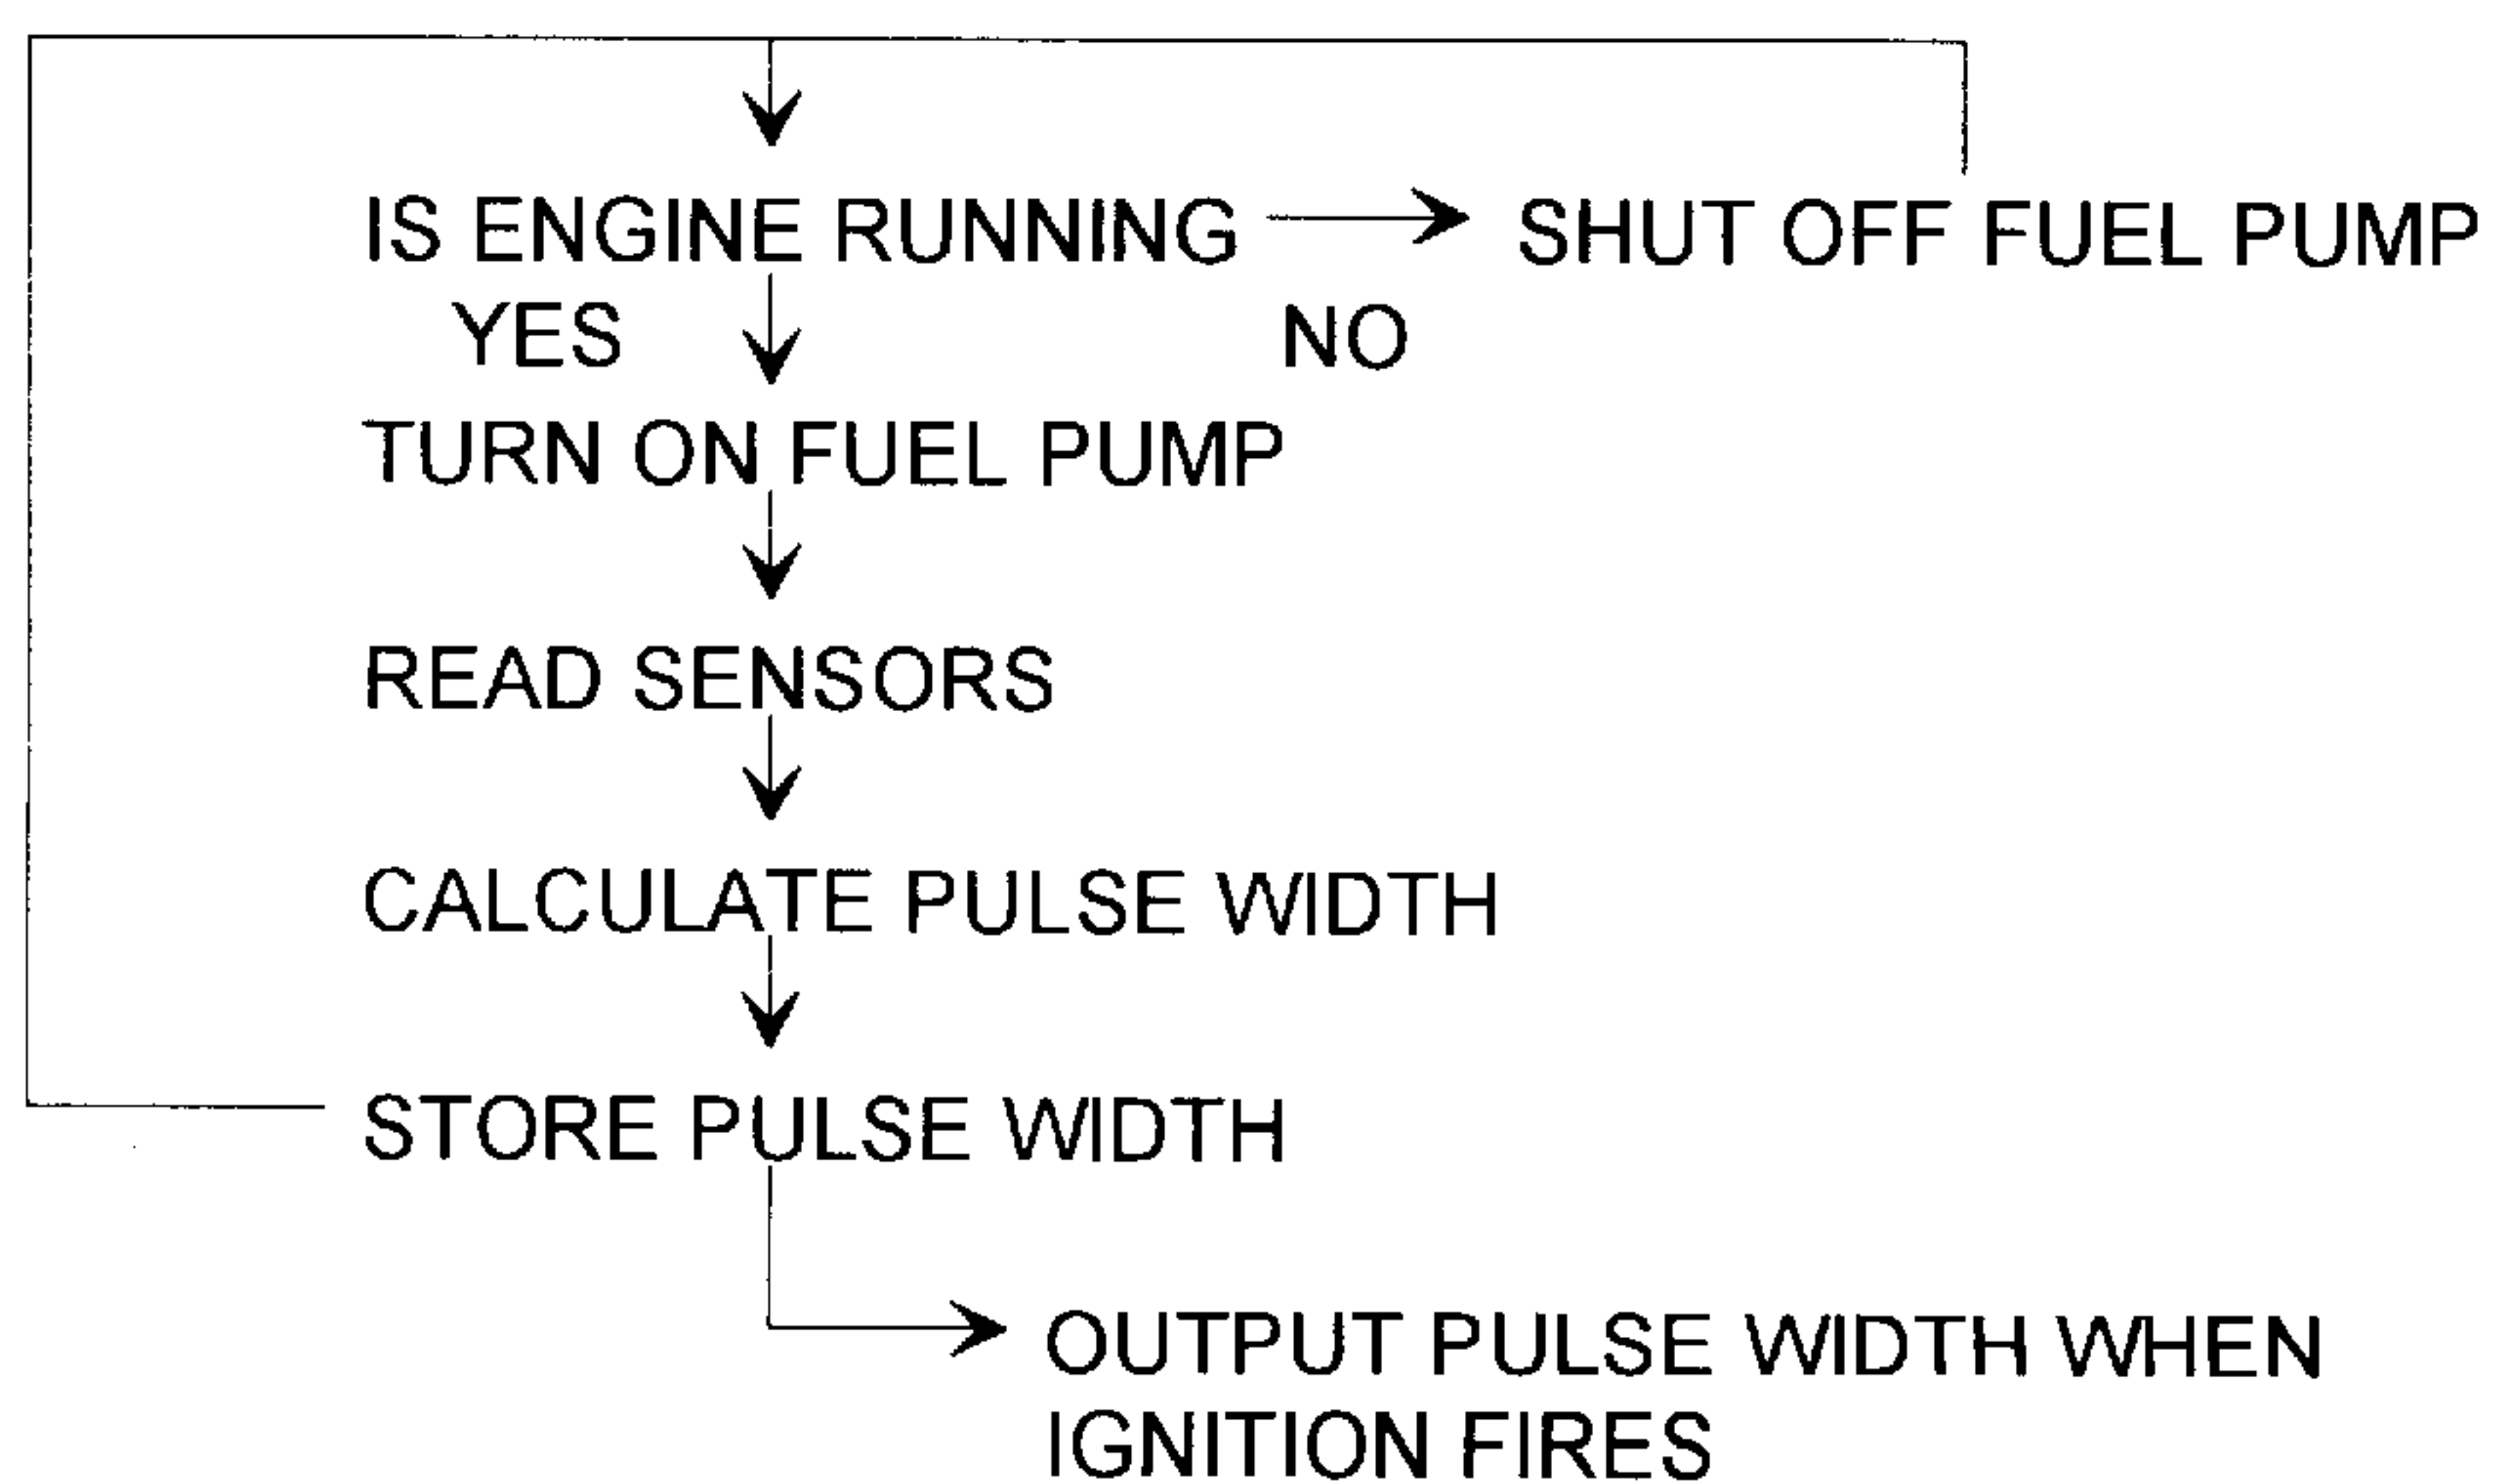 IS ENGINE RUNNING
SHUT OFF FUEL PUMP
YES
NO
TURN ON FUEL PUMP
READ SENSORS
CALCULATE PULSE WIDTH
STORE PULSE WIDTH
OUTPUT PULSE WIDTH WHEN
IGNITION FIRES